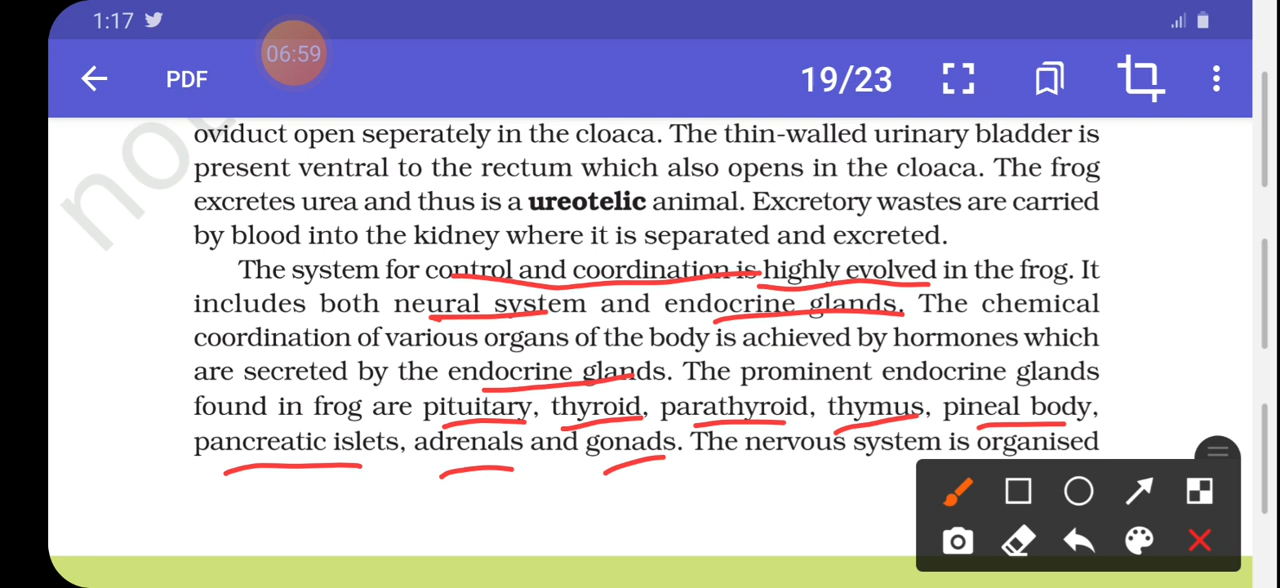 1:17
06:59
PDF
19/23
not
oviduct open seperately in the cloaca. The thin-walled urinary bladder is
present ventral to the rectum which also opens in the cloaca. The frog
excretes urea and thus is a ureotelic animal. Excretory wastes are carried
by blood into the kidney where it is separated and excreted.
The system for control and coordination is highly evolved in the frog. It
includes both neural system and endocrine glands. The chemical
coordination of various organs of the body is achieved by hormones which
are secreted by the endocrine glands. The prominent endocrine glands
found in frog are pituitary, thyroid, parathyroid, thymus, pineal body,
pancreatic islets, adrenals and gonads. The nervous system is organised